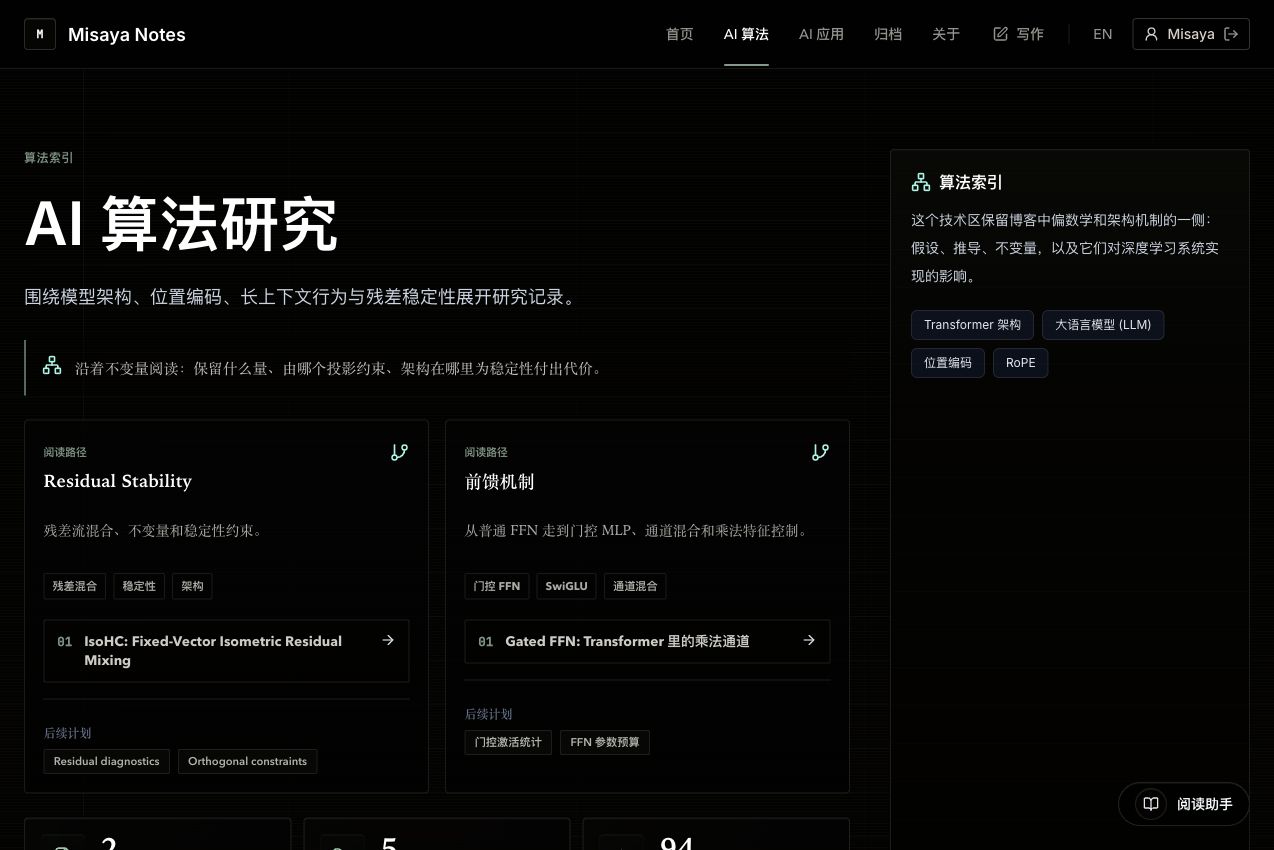 M
Misaya Notes
首页
AI 算法
AI 应用
归档
关于
写作
EN
Misaya
算法索引
AI 算法研究
围绕模型架构、位置编码、长上下文行为与残差稳定性展开研究记录。
沿着不变量阅读：保留什么量、由哪个投影约束、架构在哪里为稳定性付出代价。
阅读路径
Residual Stability
残差流混合、不变量和稳定性约束。
残差混合
稳定性
架构
01 IsoHC: Fixed-Vector Isometric Residual
Mixing
后续计划
Residual diagnostics
Orthogonal constraints
阅读路径
前馈机制
从普通 FFN 走到门控 MLP、通道混合和乘法特征控制。
门控 FFN
SwiGLU
通道混合
01 Gated FFN: Transformer 里的乘法通道
后续计划
门控激活统计
FFN 参数预算
2
5
94
算法索引
这个技术区保留博客中偏数学和架构机制的一侧：
假设、推导、不变量，以及它们对深度学习系统实
现的影响。
Transformer 架构
大语言模型 (LLM)
位置编码
RoPE
阅读助手